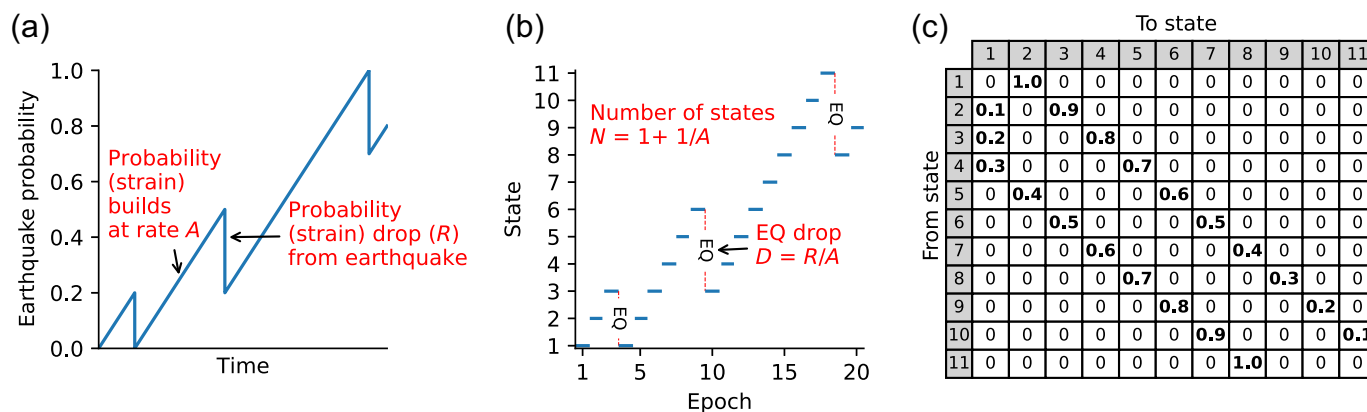 (a)
1.0
0.8
0.6
0.4
0.2
0.0
Earthquake probability
Time
Probability
(strain)
builds
at rate A
Probability
(strain) drop (R)
from earthquake
(b)
11
10
9
8
7
6
5
4
3
2
1
State
1 5 10 15 20
Epoch
Number of states
N = 1+ 1/A
EQ
EQ
EQ
EQ drop
D = R/A
(c)
To state
From state
1 2 3 4 5 6 7 8 9 10 11
1 0 1.0 0 0 0 0 0 0 0 0 0
2 0.1 0 0.9 0 0 0 0 0 0 0 0
3 0.2 0 0 0.8 0 0 0 0 0 0 0
4 0.3 0 0 0 0.7 0 0 0 0 0 0
5 0 0.4 0 0 0 0.6 0 0 0 0 0
6 0 0 0.5 0 0 0 0.5 0 0 0 0
7 0 0 0 0.6 0 0 0 0.4 0 0 0
8 0 0 0 0 0.7 0 0 0 0.3 0 0
9 0 0 0 0 0 0.8 0 0 0 0.2 0
10 0 0 0 0 0 0 0.9 0 0 0 0.1
11 0 0 0 0 0 0 0 1.0 0 0 0